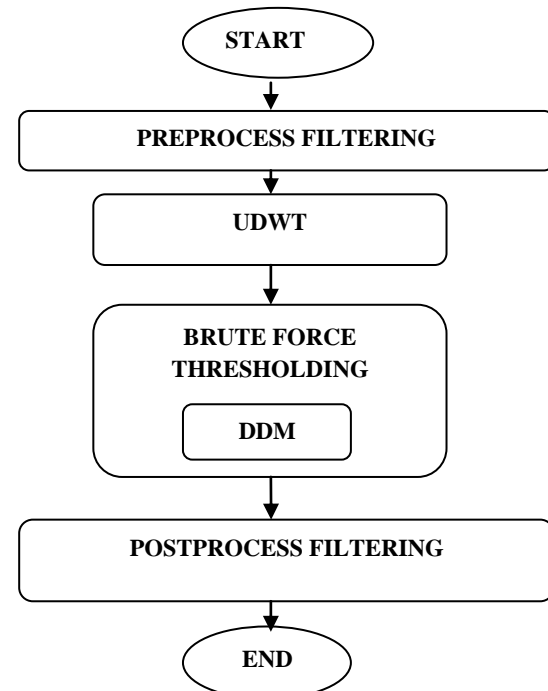 START
PREPROCESS FILTERING
UDWT
BRUTE FORCE
THRESHOLDING
DDM
POSTPROCESS FILTERING
END